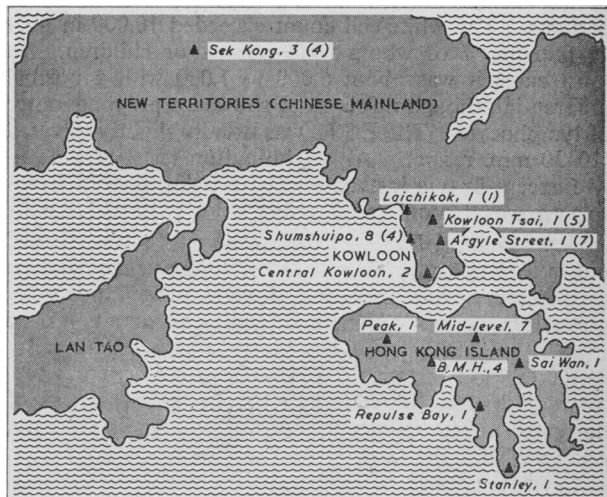 Sek Kong, 3 (4)
NEW TERRITORIES (CHINESE MAINLAND)
Laichikok, 1 (1)
Kowloon Tsai, 1 (5)
Shumshuipo, 8 (4)
Argyle Street, 1 (7)
KOWLOON
Central Kowloon, 2
Peak, 1
Mid-level, 7
LAN TAO
HONG KONG ISLAND
B.M.H., 4
Sai Wan, 1
Repulse Bay, 1
Stanley, 1